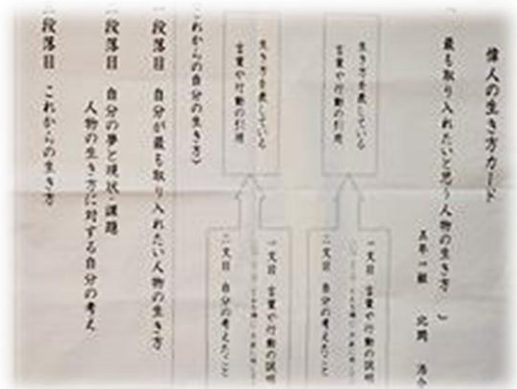 偉人の生き方カード
最も取り入れたいと思う人物の生き方
五年一組 北岡
生き方を表している
言葉や行動の引用
一文目 言葉や行動の説明
二文目 自分の考えたこと
生き方を表している
言葉や行動の引用
一文目 言葉や行動の説明
二文目 自分の考えたこと
これからの自分の生き方
一段落目 自分が最も取り入れたい人物の生き方
段落目 自分の夢と現状・課題
人物の生き方に対する自分の考え
段落目 これからの生き方